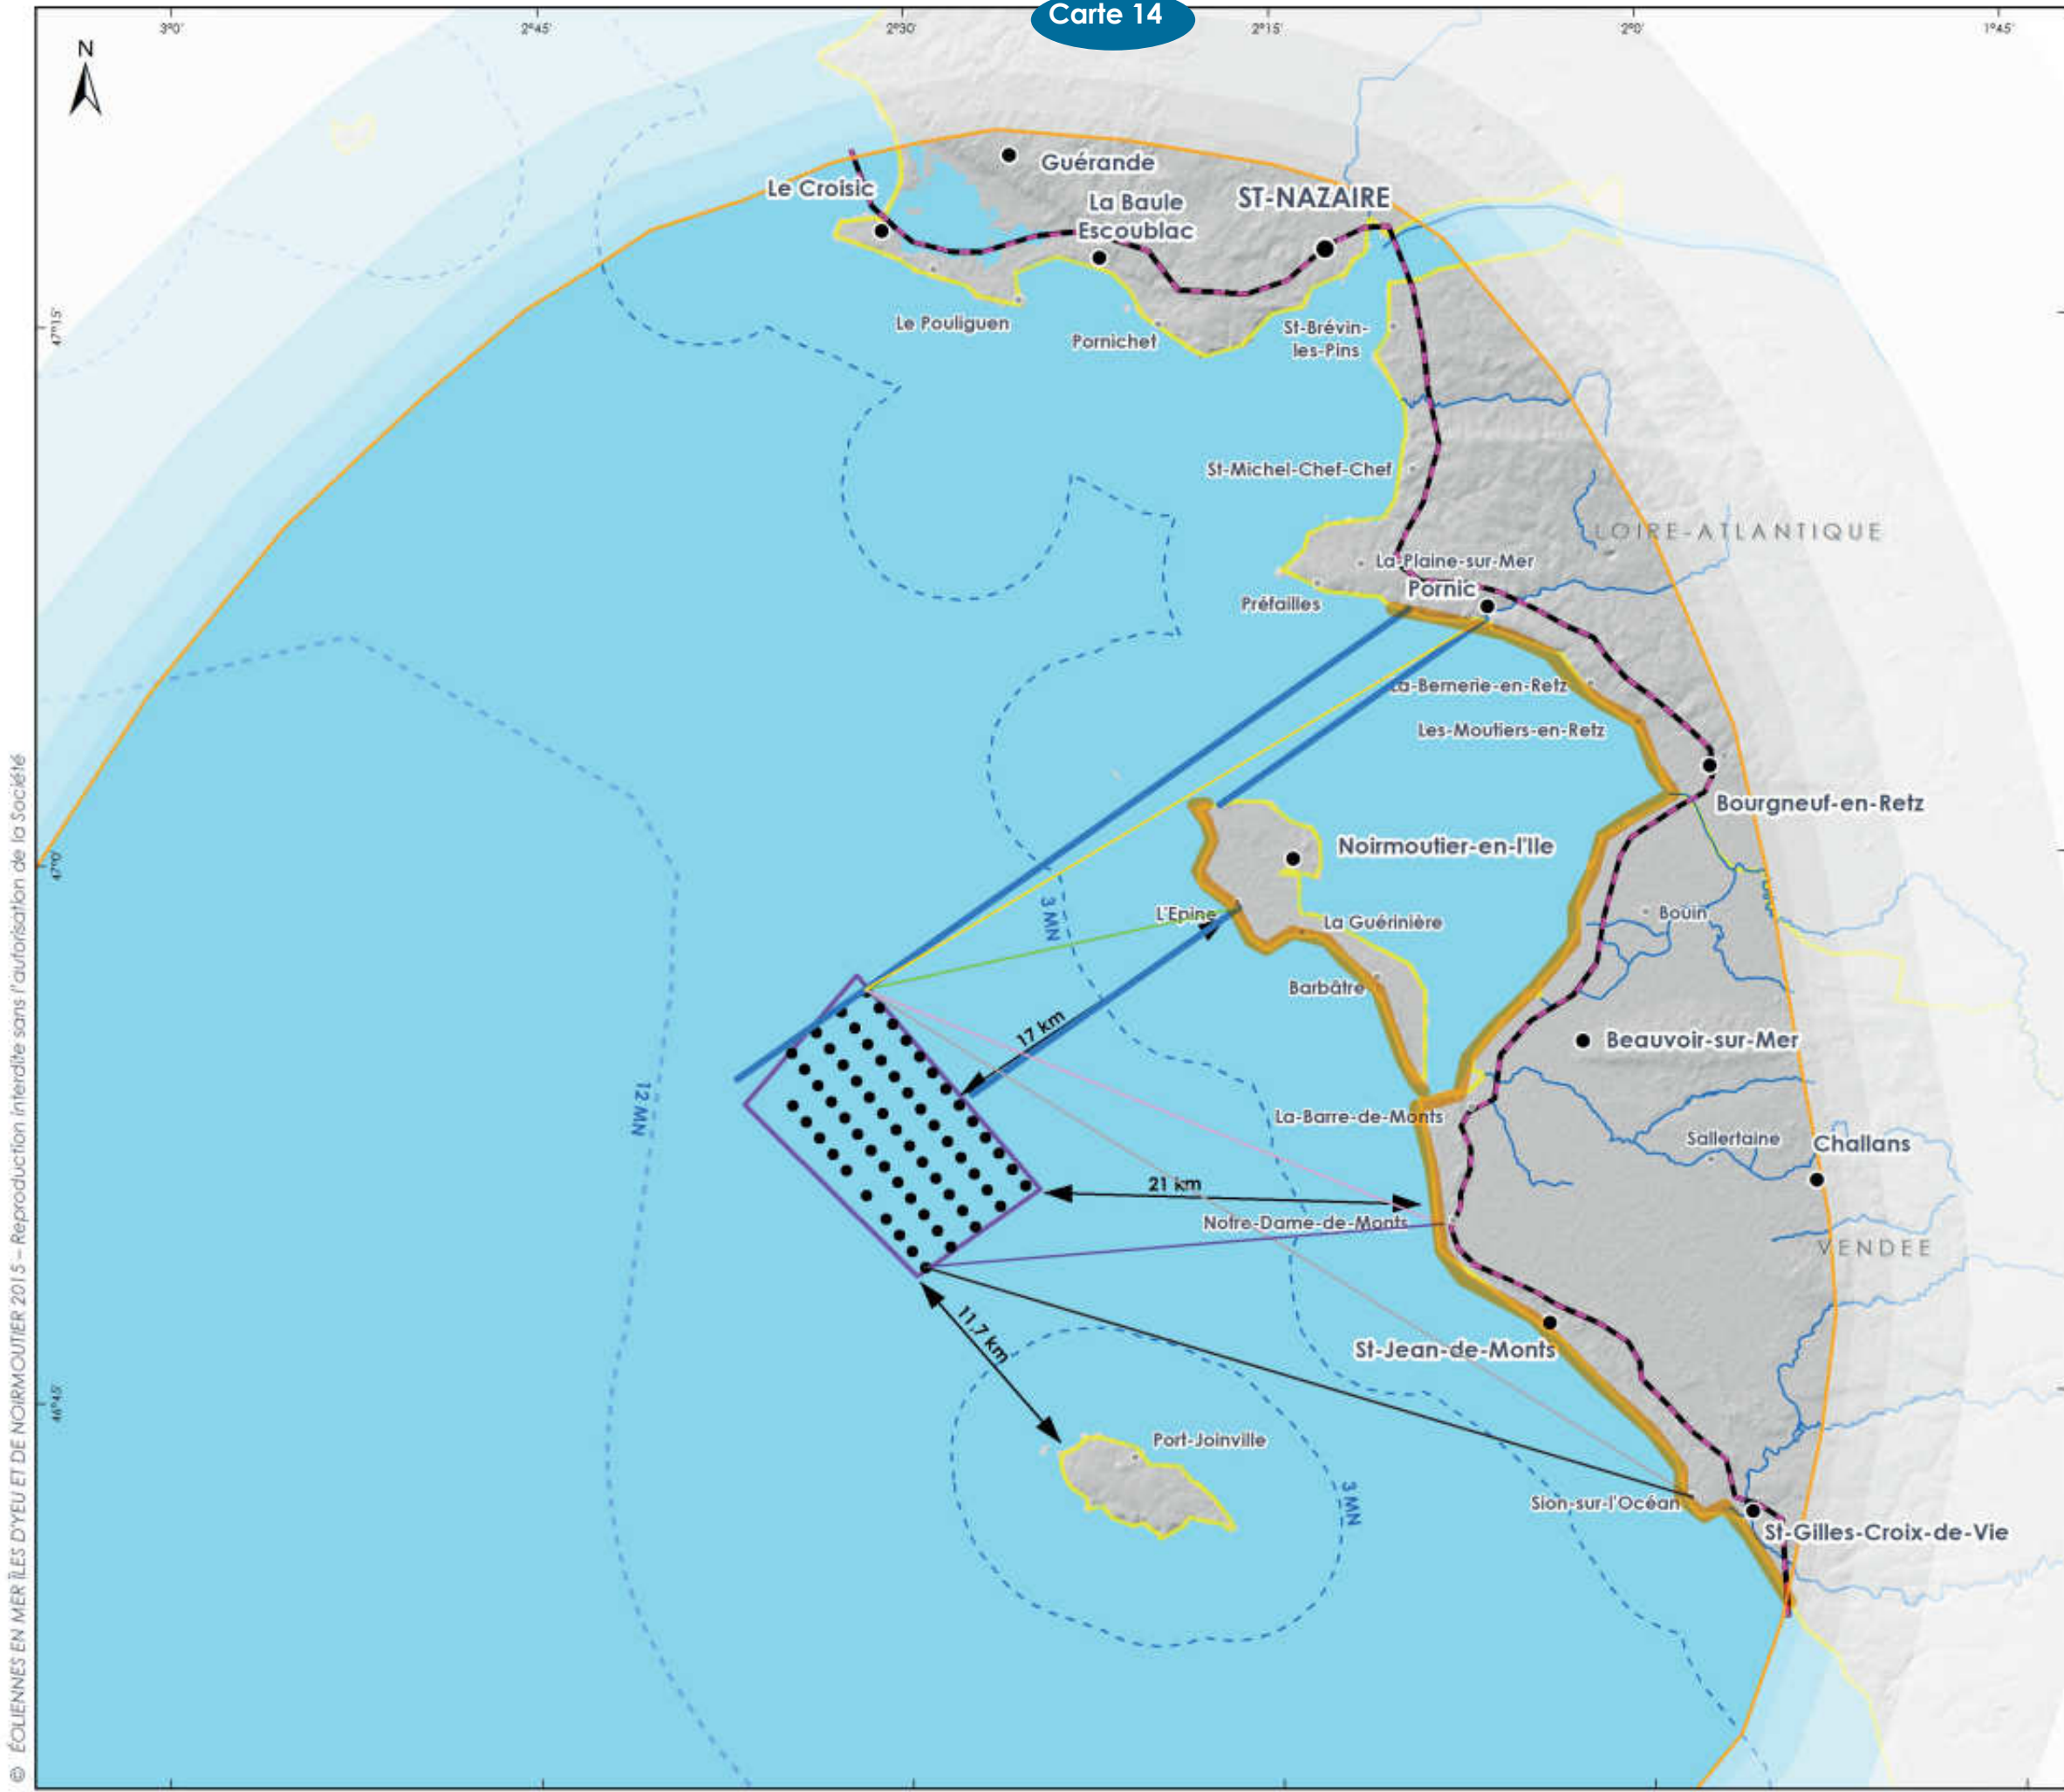 Carte 14
3°0'
2°45'
2°30'
2°15'
2°0'
1°45'
N
Guérande
Le Croisic
La Baule
Escoublac
ST-NAZAIRE
47°15'
Le Pouliguen
Pornichet
St-Brévin-
les-Pins
St-Michel-Chef-Chef
LOIRE-ATLANTIQUE
La-Plaine-sur-Mer
Pornic
Préfailles
La-Bernerie-en-Retz
Les-Moutiers-en-Retz
Bourgneuf-en-Retz
47°0'
Noirmoutier-en-l'Ile
3 MN
L'Epine
La Guérinière
Bouin
Barbâtre
17 km
Beauvoir-sur-Mer
12 MN
La-Barre-de-Monts
Sallertaine
Challans
21 km
Notre-Dame-de-Monts
VENDEE
11.7 km
St-Jean-de-Monts
46°45'
Port-Joinville
3 MN
Sion-sur-l'Océan
St-Gilles-Croix-de-Vie
© ÉOLIENNES EN MER ÎLES D'YEU ET DE NOIRMOUTIER 2015 – Reproduction interdite sans l'autorisation de la Société